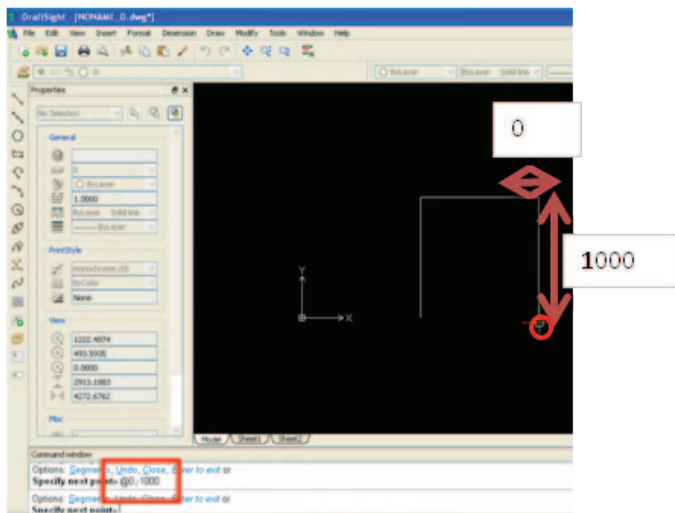 DraftSight - [NONAME_0.dwg*]
File Edit View Insert Format Dimension Draw Modify Tools Window Help
0 ByLayer ByLayer Solid line
Properties
No Selection
General
0
ByLayer
1.0000
ByLayer Solid line
ByLayer
PrintStyle
monochrome.ctb
ByColor
None
View
1222.4874
493.5935
0.0000
2913.1083
4272.6762
Misc
Y
X
0
1000
Model Sheet1 Sheet2
Command window
Options: Segments, Undo, Close, Enter to exit or
Specify next point» @0,-1000
Options: Segments, Undo, Close, Enter to exit or
Specify next point»